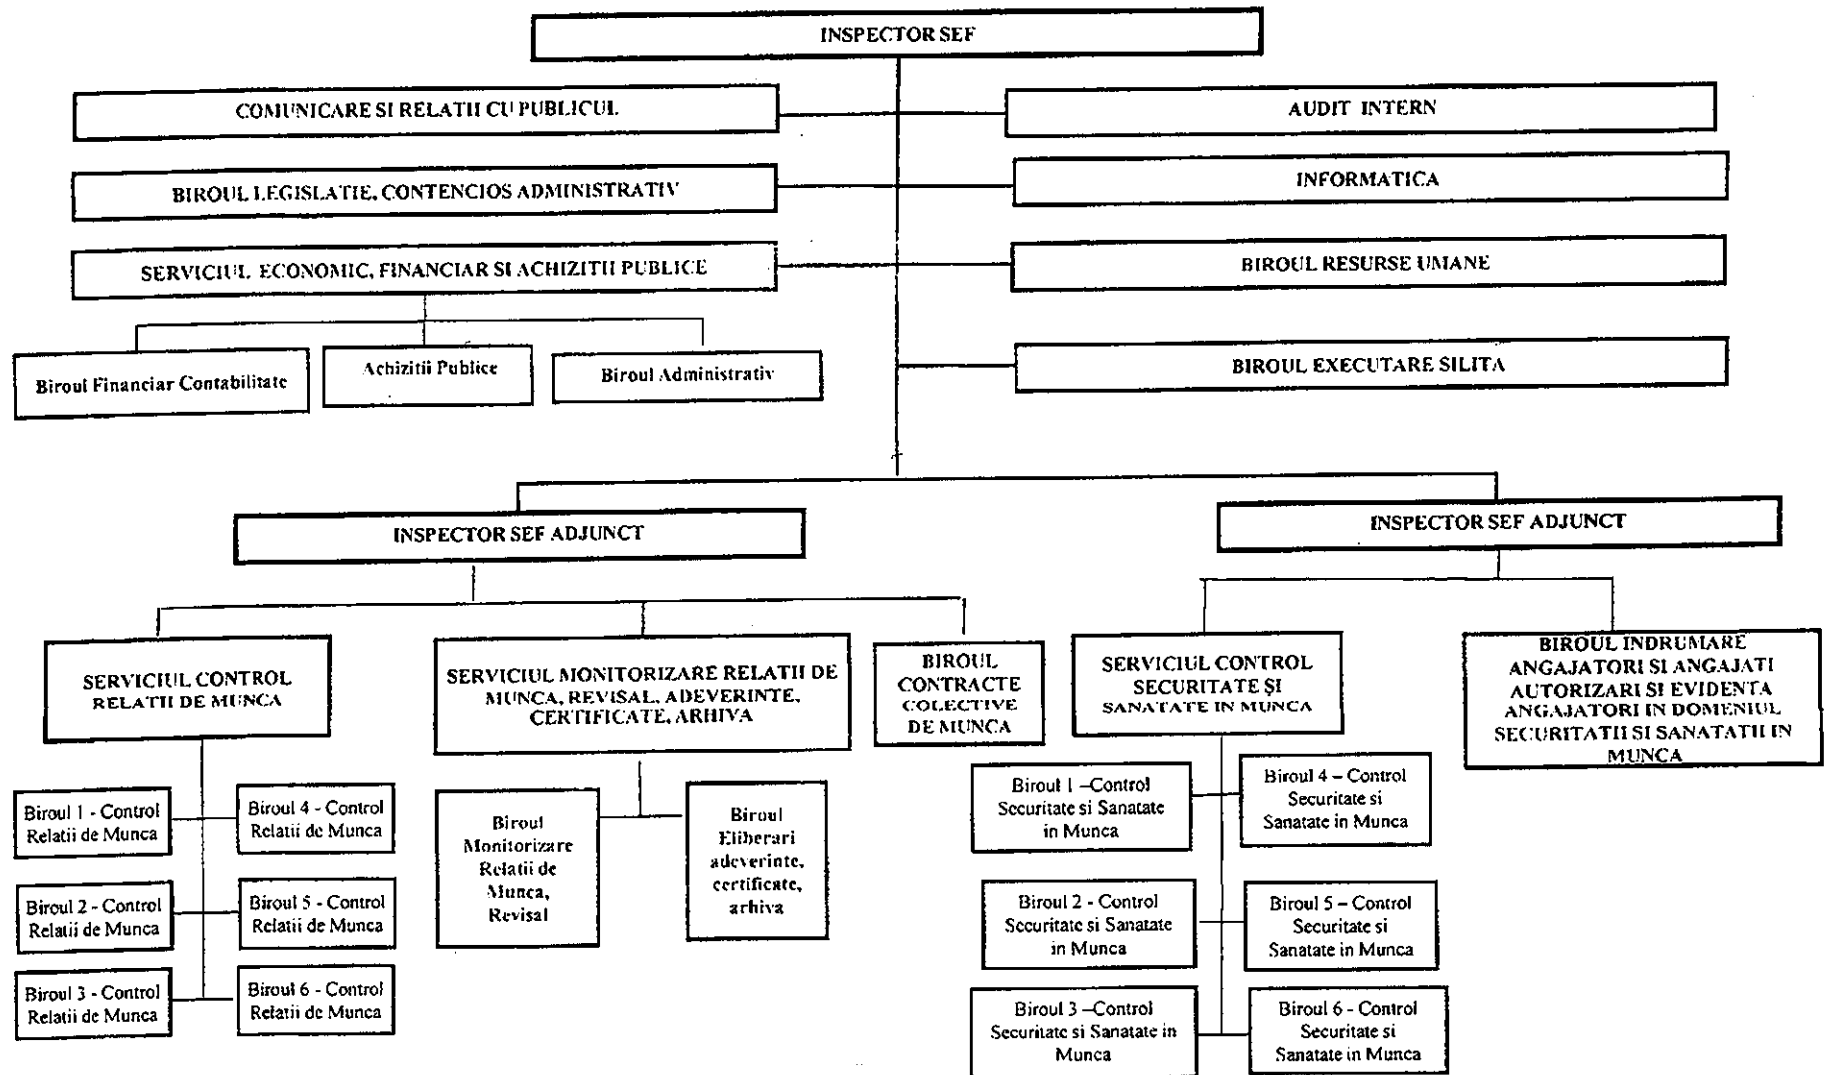 INSPECTOR SEF
COMUNICARE SI RELATII CU PUBLICUL
AUDIT INTERN
BIROUL LEGISLATIE, CONTENCIOS ADMINISTRATIV
INFORMATICA
SERVICIUL ECONOMIC, FINANCIAR SI ACHIZITII PUBLICE
BIROUL RESURSE UMANE
Biroul Financiar Contabilitate
Achizitii Publice
Biroul Administrativ
BIROUL EXECUTARE SILITA
INSPECTOR SEF ADJUNCT
INSPECTOR SEF ADJUNCT
SERVICIUL CONTROL
RELATII DE MUNCA
SERVICIUL MONITORIZARE RELATII DE
MUNCA, REVISAL, ADEVERINTE,
CERTIFICATE, ARHIVA
BIROUL
CONTRACTE
COLECTIVE
DE MUNCA
SERVICIUL CONTROL
SECURITATE ŞI
SANATATE IN MUNCA
BIROUL INDRUMARE
ANGAJATORI SI ANGAJATI
AUTORIZARI SI EVIDENTA
ANGAJATORI IN DOMENIUL
SECURITATII SI SANATATII IN
MUNCA
Biroul 1 - Control
Relatii de Munca
Biroul 4 - Control
Relatii de Munca
Biroul 2 - Control
Relatii de Munca
Biroul 5 - Control
Relatii de Munca
Biroul 3 - Control
Relatii de Munca
Biroul 6 - Control
Relatii de Munca
Biroul
Monitorizare
Relatii de
Munca,
Revisal
Biroul
Eliberari
adeverinte,
certificate,
arhiva
Biroul 1 –Control
Securitate si Sanatate
in Munca
Biroul 4 – Control
Securitate si
Sanatate in Munca
Biroul 2 - Control
Securitate si Sanatate
in Munca
Biroul 5 – Control
Securitate si
Sanatate in Munca
Biroul 3 –Control
Securitate si Sanatate in
Munca
Biroul 6 - Control
Securitate si
Sanatate in Munca